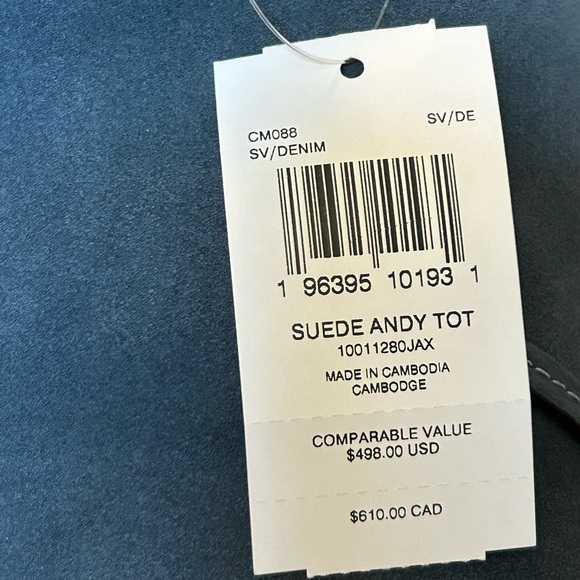 CM088 SV/DE
SV/DENIM
1 96395 10193 1
SUEDE ANDY TOT
10011280JAX
MADE IN CAMBODIA
CAMBODGE
COMPARABLE VALUE
$498.00 USD
$610.00 CAD